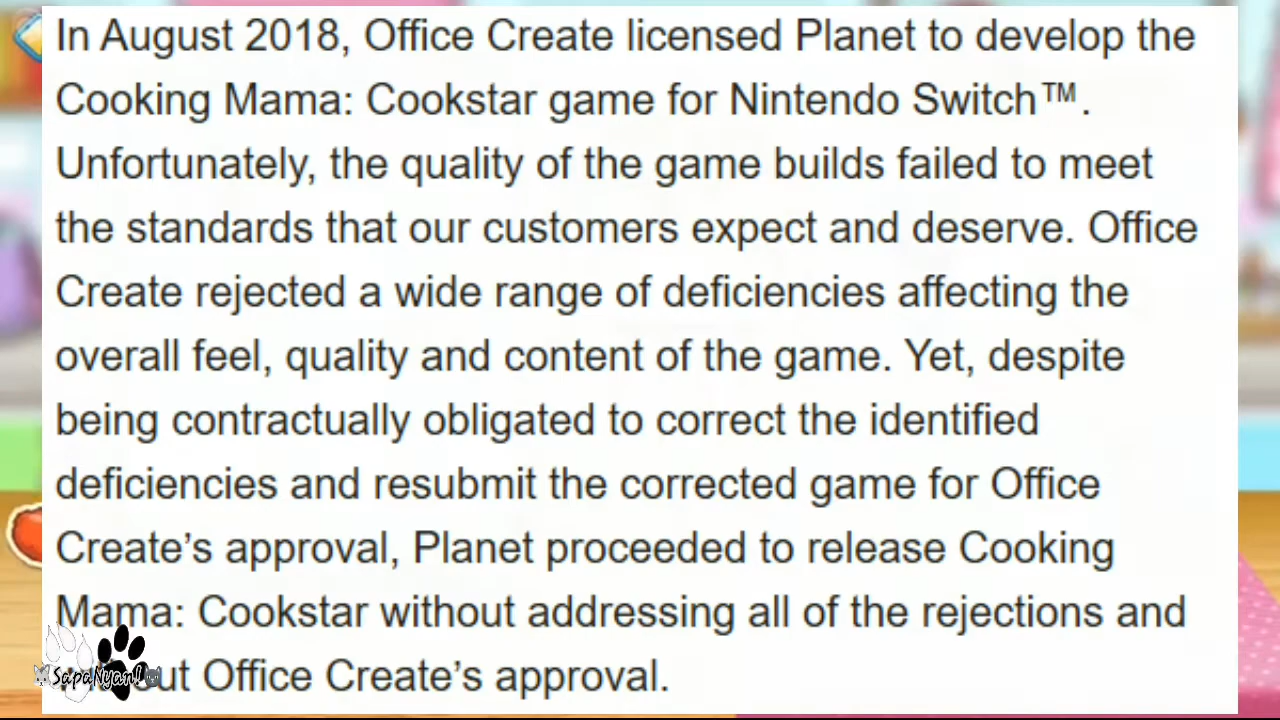 In August 2018, Office Create licensed Planet to develop the
Cooking Mama: Cookstar game for Nintendo Switch™.
Unfortunately, the quality of the game builds failed to meet
the standards that our customers expect and deserve. Office
Create rejected a wide range of deficiencies affecting the
overall feel, quality and content of the game. Yet, despite
being contractually obligated to correct the identified
deficiencies and resubmit the corrected game for Office
Create’s approval, Planet proceeded to release Cooking
Mama: Cookstar without addressing all of the rejections and
Office Create’s approval.
SapaNyan!